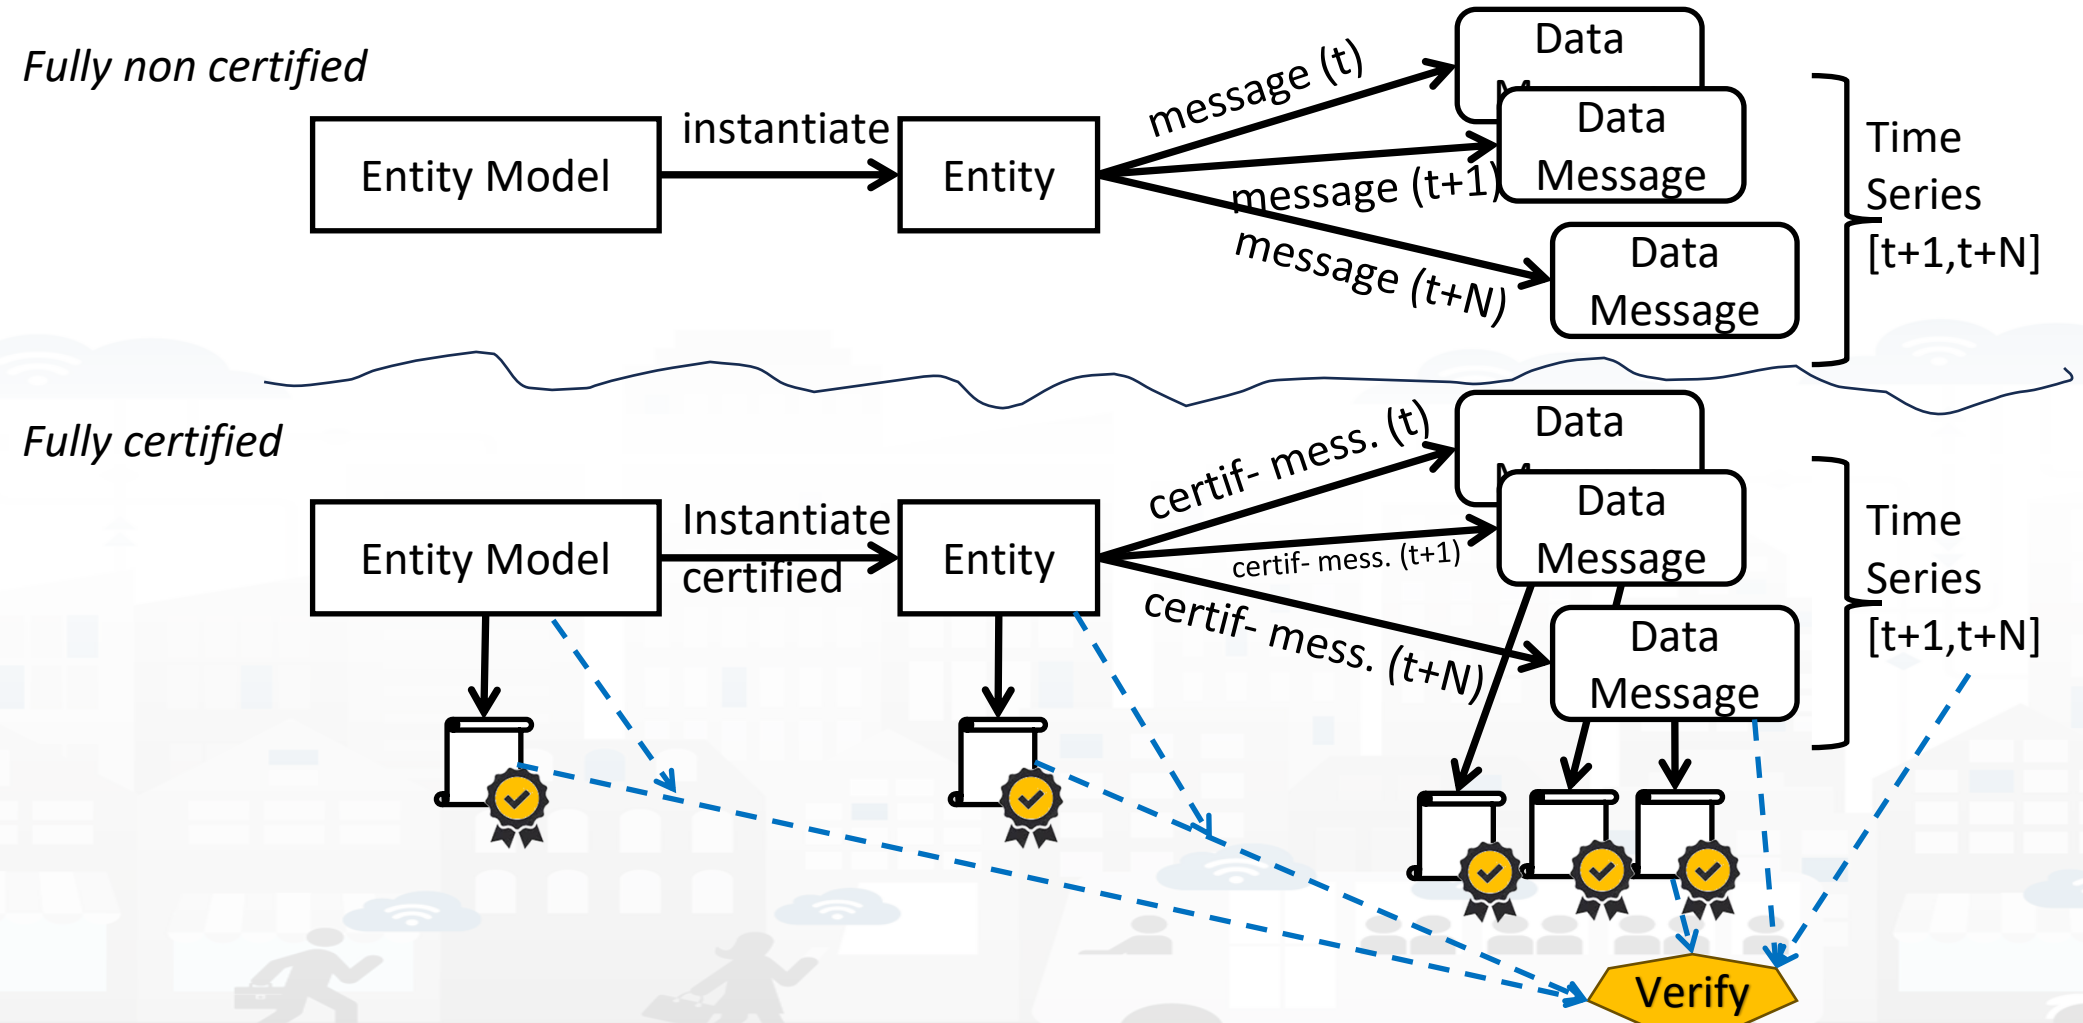 Fully non certified
Entity Model
instantiate
Entity
message (t)
message (t+1)
message (t+N)
Data
Data
Message
Data
Message
Time
Series
[t+1,t+N]
Fully certified
Entity Model
Instantiate
certified
Entity
certif- mess. (t)
certif- mess. (t+1)
certif- mess. (t+N)
Data
Data
Message
Data
Message
Time
Series
[t+1,t+N]
Verify